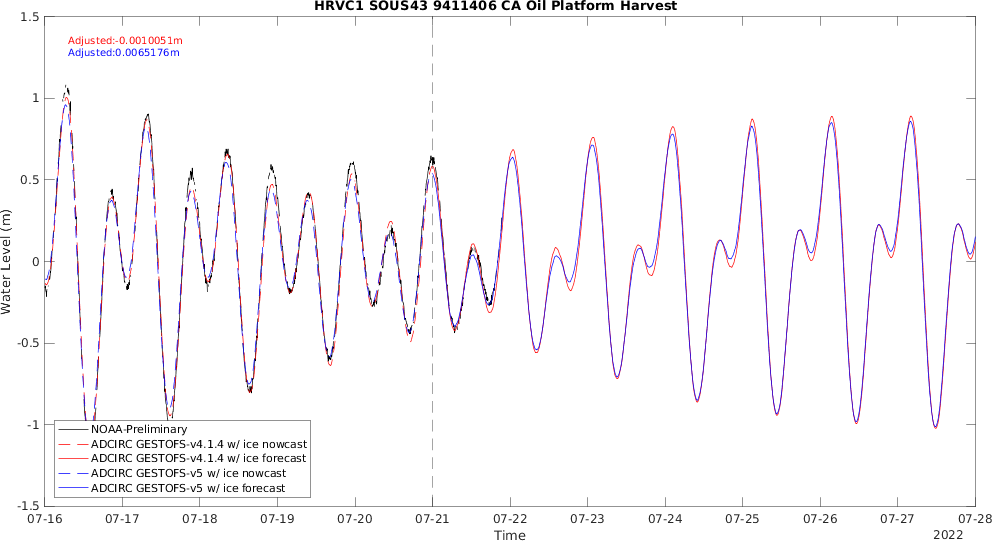 HRVC1 SOUS43 9411406 CA Oil Platform Harvest
Adjusted:-0.0010051m
Adjusted:0.0065176m
Water Level (m)
1.5
1
0.5
0
-0.5
-1
-1.5
NOAA-Preliminary
ADCIRC GESTOFS-v4.1.4 w/ ice nowcast
ADCIRC GESTOFS-v4.1.4 w/ ice forecast
ADCIRC GESTOFS-v5 w/ ice nowcast
ADCIRC GESTOFS-v5 w/ ice forecast
07-16 07-17 07-18 07-19 07-20 07-21 07-22 07-23 07-24 07-25 07-26 07-27 07-28
Time
2022